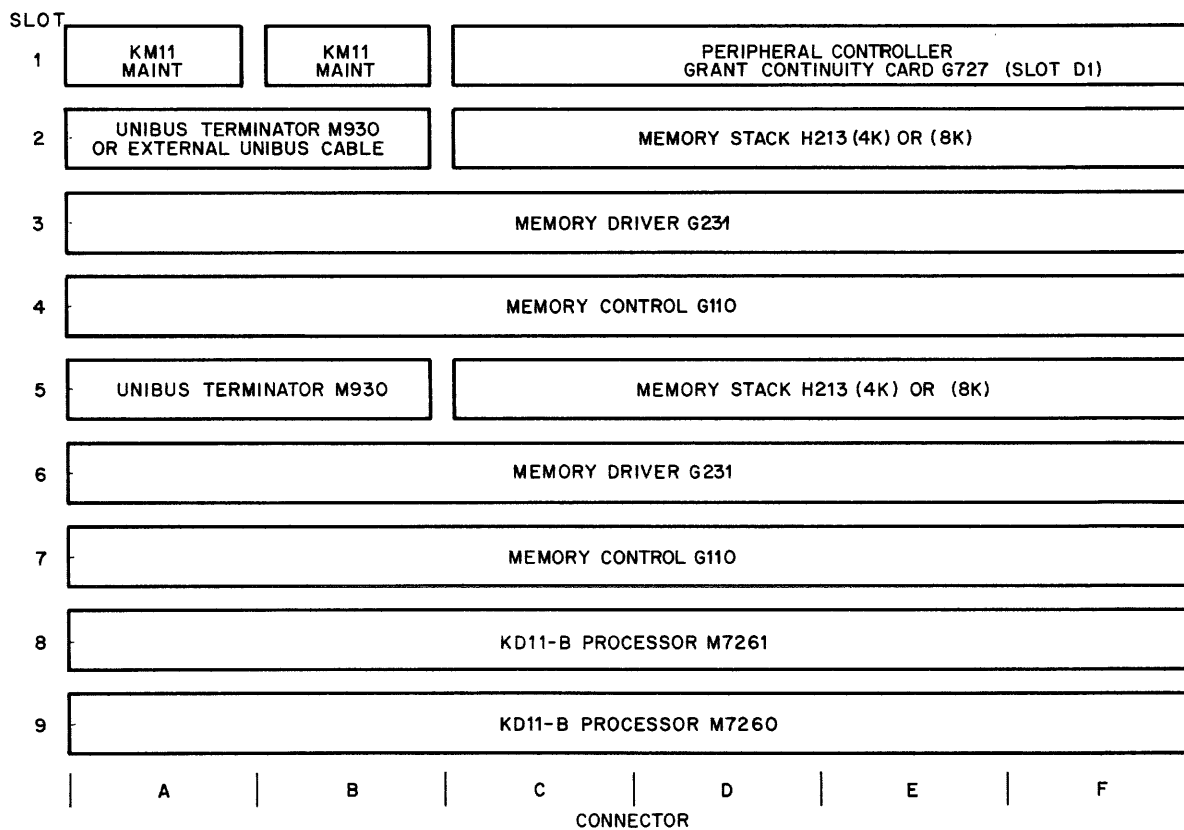 SLOT
1
KM11
MAINT
KM11
MAINT
PERIPHERAL CONTROLLER
GRANT CONTINUITY CARD G727 (SLOT D1)
2
UNIBUS TERMINATOR M930
OR EXTERNAL UNIBUS CABLE
MEMORY STACK H213 (4K) OR (8K)
3
MEMORY DRIVER G231
4
MEMORY CONTROL G110
5
UNIBUS TERMINATOR M930
MEMORY STACK H213 (4K) OR (8K)
6
MEMORY DRIVER G231
7
MEMORY CONTROL G110
8
KD11-B PROCESSOR M7261
9
KD11-B PROCESSOR M7260
A B C D E F
CONNECTOR